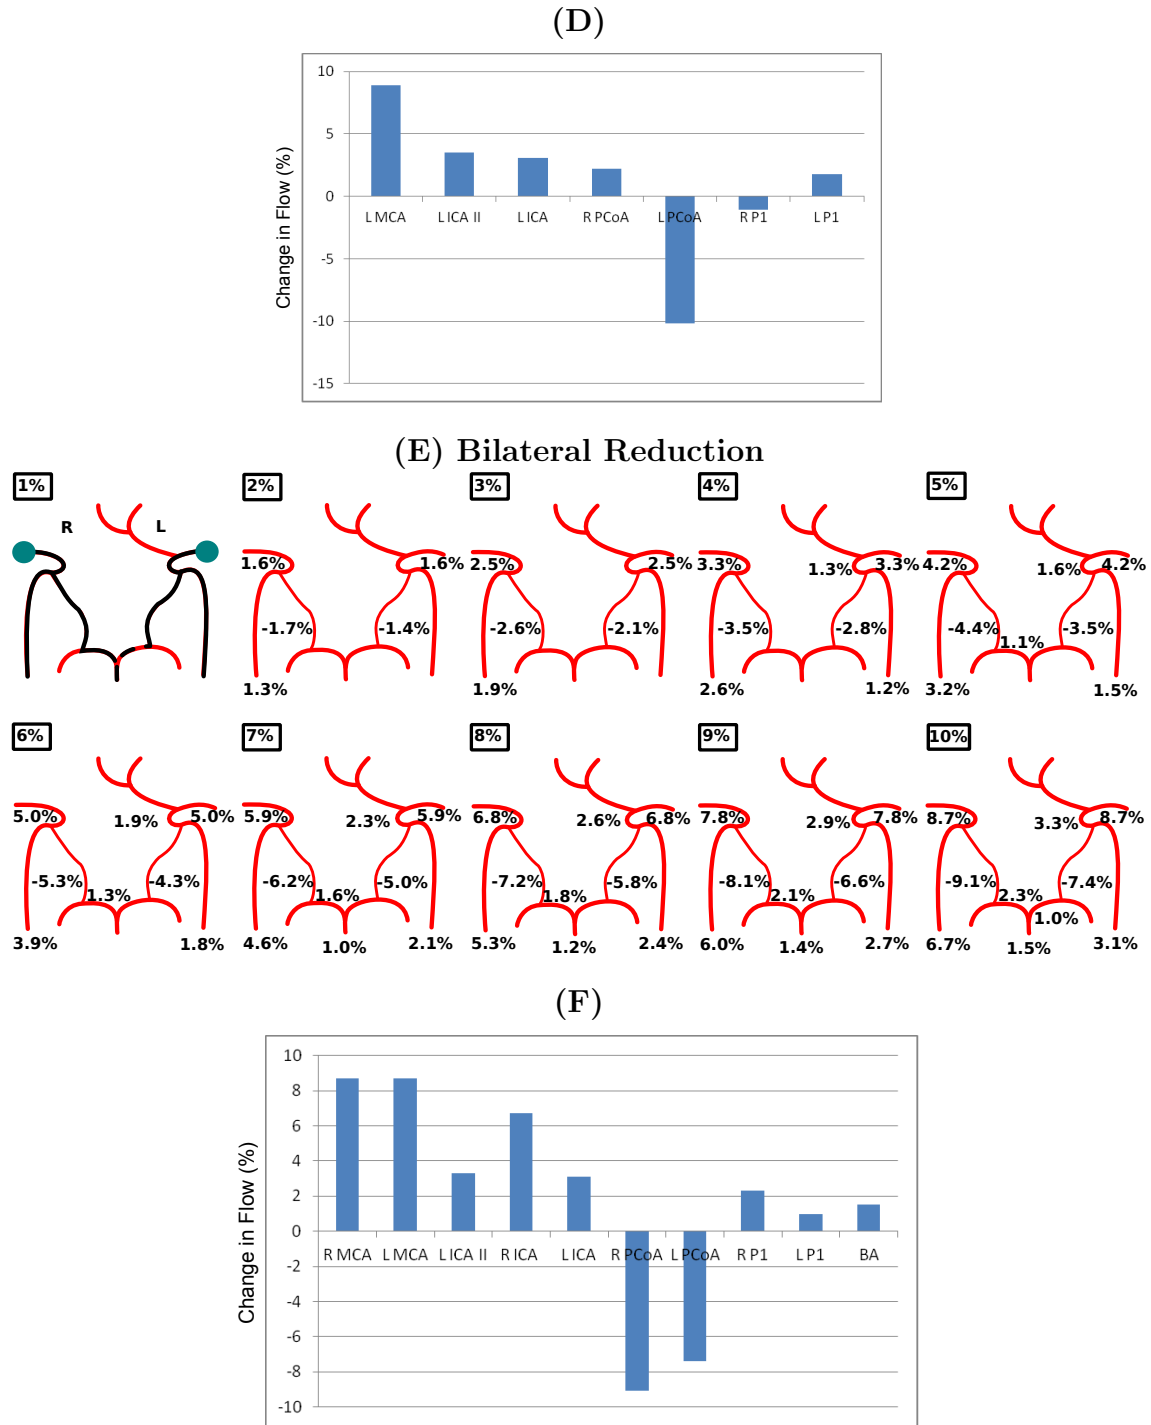 (D)
10
5
0
-5
-10
-15
Change in Flow (%)
L MCA L ICA II L ICA R PCoA L PCoA R P1 L P1
(E) Bilateral Reduction
1% 2% 3% 4% 5%
R L
1.6% 1.6% 2.5% 2.5% 3.3% 1.3% 3.3% 4.2% 1.6% 4.2%
-1.7% -1.4% -2.6% -2.1% -3.5% -2.8% -4.4% -3.5%
1.1%
1.3% 1.9% 2.6% 1.2% 3.2% 1.5%
6% 7% 8% 9% 10%
5.0% 1.9% 5.0% 5.9% 2.3% 5.9% 6.8% 2.6% 6.8% 7.8% 2.9% 7.8% 8.7% 3.3% 8.7%
-5.3% -4.3% -6.2% -5.0% -7.2% -5.8% -8.1% -6.6% -9.1% -7.4%
1.3% 1.6% 1.8% 2.1% 2.3%
1.0%
3.9% 1.8% 4.6% 1.0% 2.1% 5.3% 1.2% 2.4% 6.0% 1.4% 2.7% 6.7% 1.5% 3.1%
(F)
10
8
6
4
2
0
-2
-4
-6
-8
-10
Change in Flow (%)
R MCA L MCA L ICA II R ICA L ICA R PCoA L PCoA R P1 L P1 BA